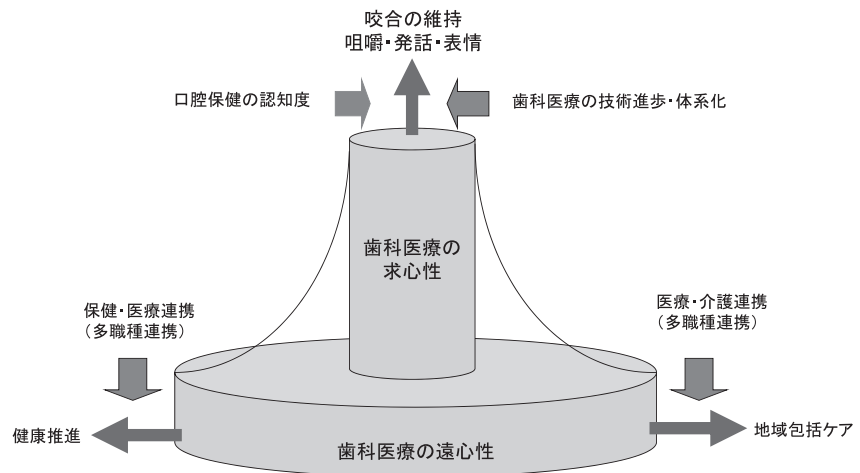 咬合の維持
咀嚼・発話・表情
口腔保健の認知度
歯科医療の技術進歩・体系化
歯科医療の
求心性
保健・医療連携
（多職種連携）
医療・介護連携
（多職種連携）
健康推進
地域包括ケア
歯科医療の遠心性